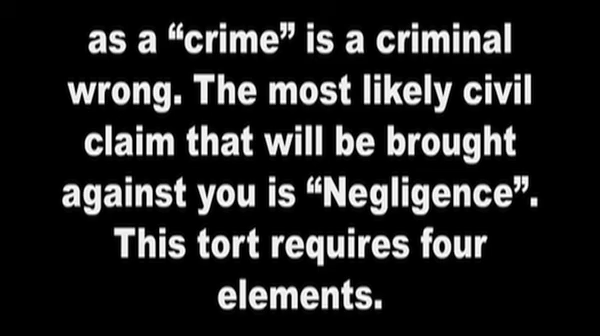 as a “crime” is a criminal
wrong. The most likely civil
claim that will be brought
against you is “Negligence”.
This tort requires four
elements.